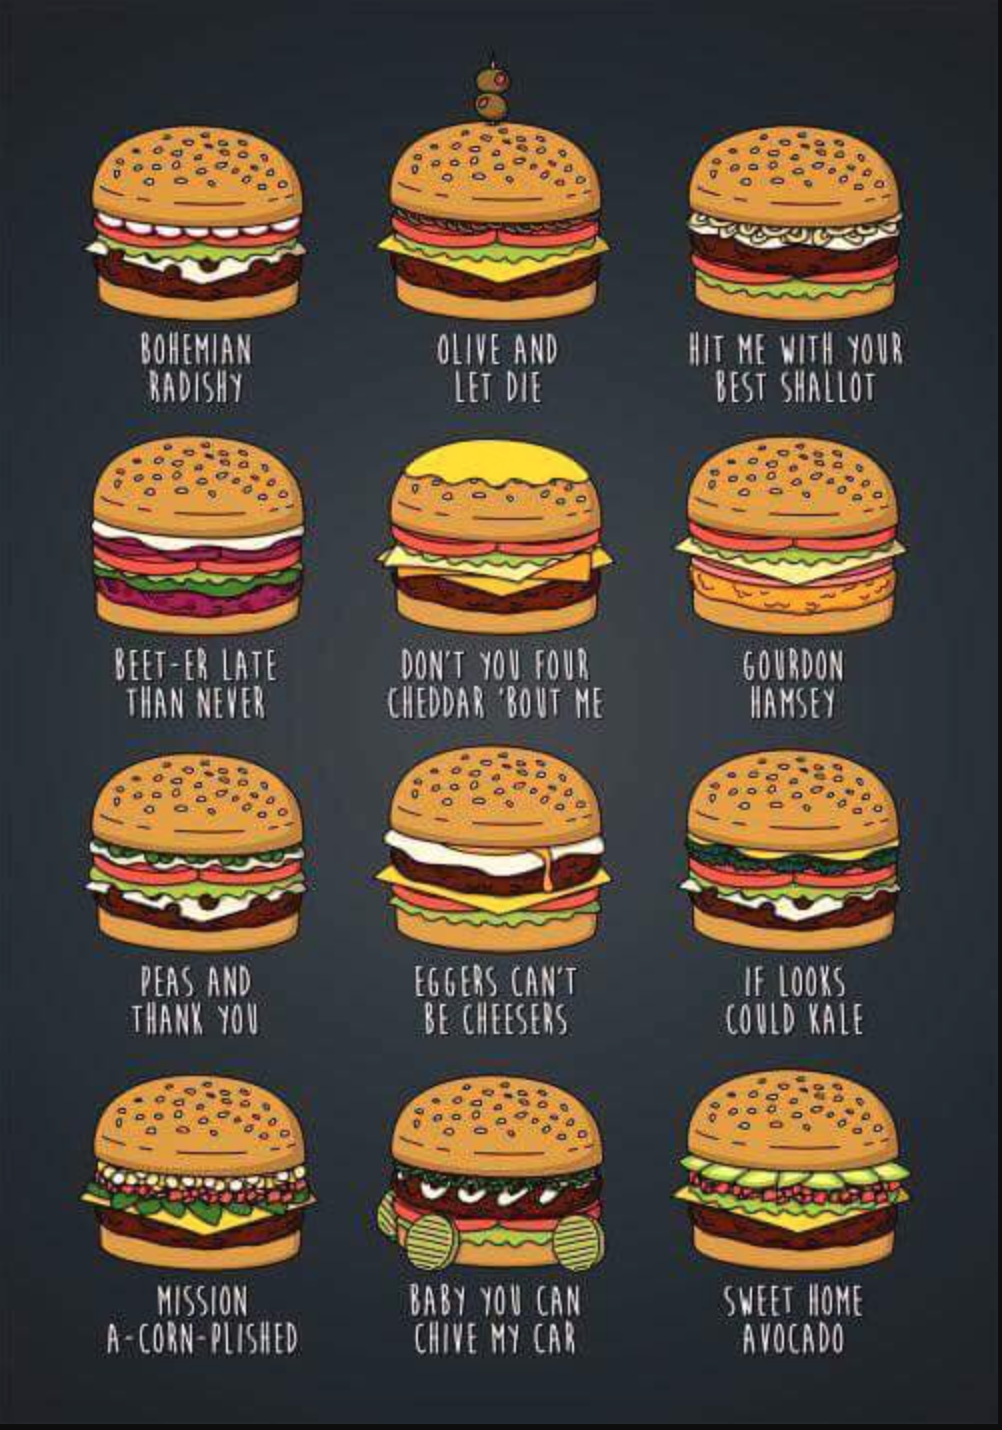 BOHEMIAN
RADISHY
OLIVE AND
LET DIE
HIT ME WITH YOUR
BEST SHALLOT
BEET-ER LATE
THAN NEVER
DON'T YOU FOUR
CHEDDAR 'BOUT ME
GOURDON
HAMSEY
PEAS AND
THANK YOU
EGGERS CAN'T
BE CHEESERS
IF LOOKS
COULD KALE
MISSION
A-CORN-PLISHED
BABY YOU CAN
CHIVE MY CAR
SWEET HOME
AVOCADO